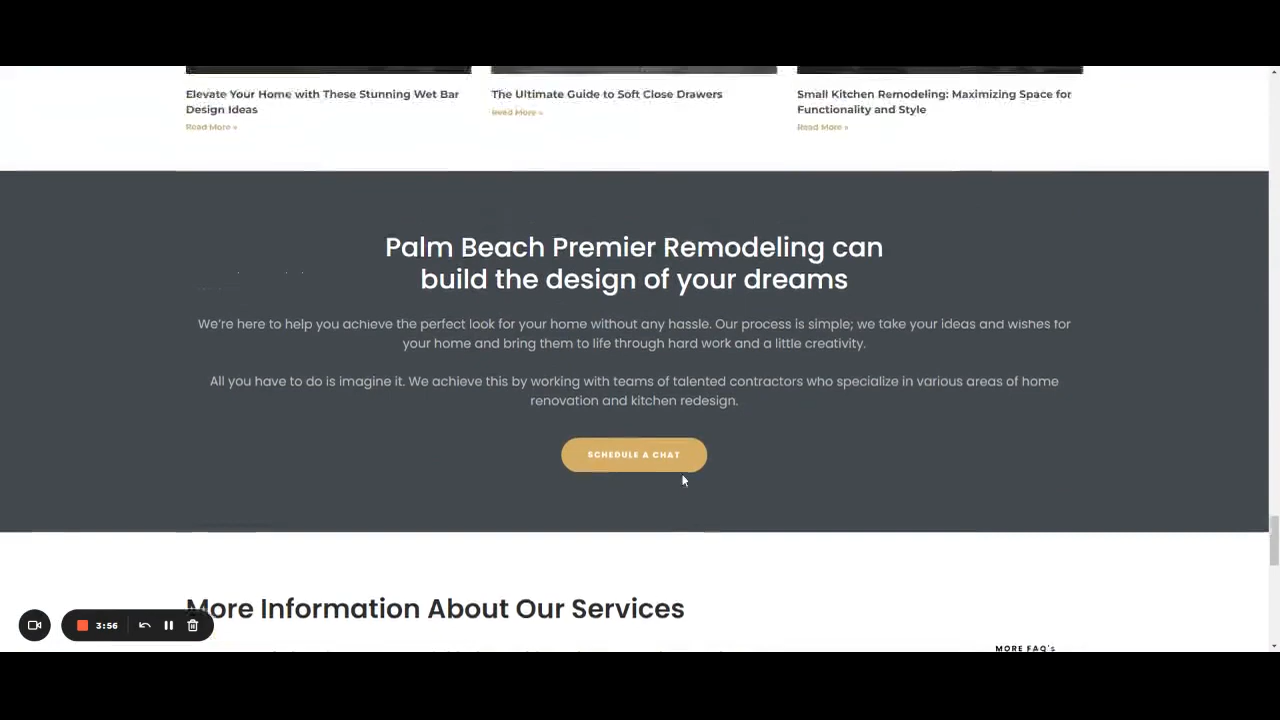 Elevate Your Home with These Stunning Wet Bar
Design Ideas
Read More »
The Ultimate Guide to Soft Close Drawers
Read More »
Small Kitchen Remodeling: Maximizing Space for
Functionality and Style
Read More »
Palm Beach Premier Remodeling can
build the design of your dreams
We're here to help you achieve the perfect look for your home without any hassle. Our process is simple; we take your ideas and wishes for
your home and bring them to life through hard work and a little creativity.
All you have to do is imagine it. We achieve this by working with teams of talented contractors who specialize in various areas of home
renovation and kitchen redesign.
SCHEDULE A CHAT
More Information About Our Services
3:56
MORE FAQ's